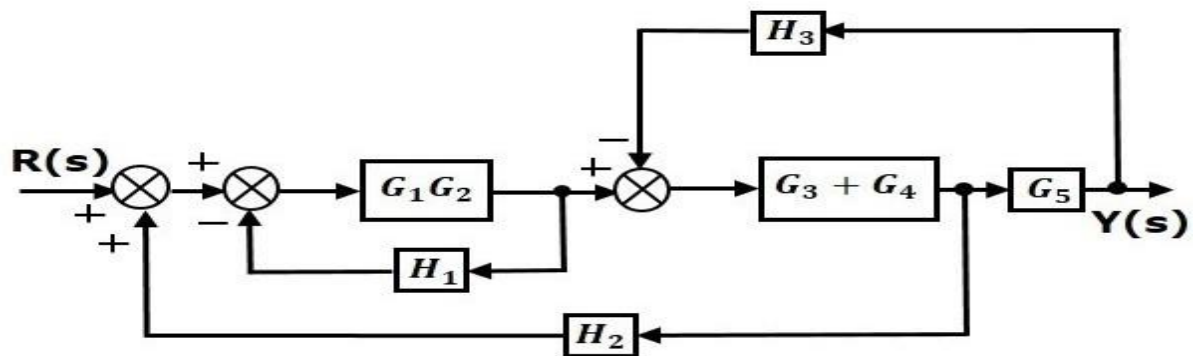 H₃
R(s)
+
+
+
+
−
G₁G₂
+
−
G₃ + G₄
G₅
Y(s)
H₁
H₂